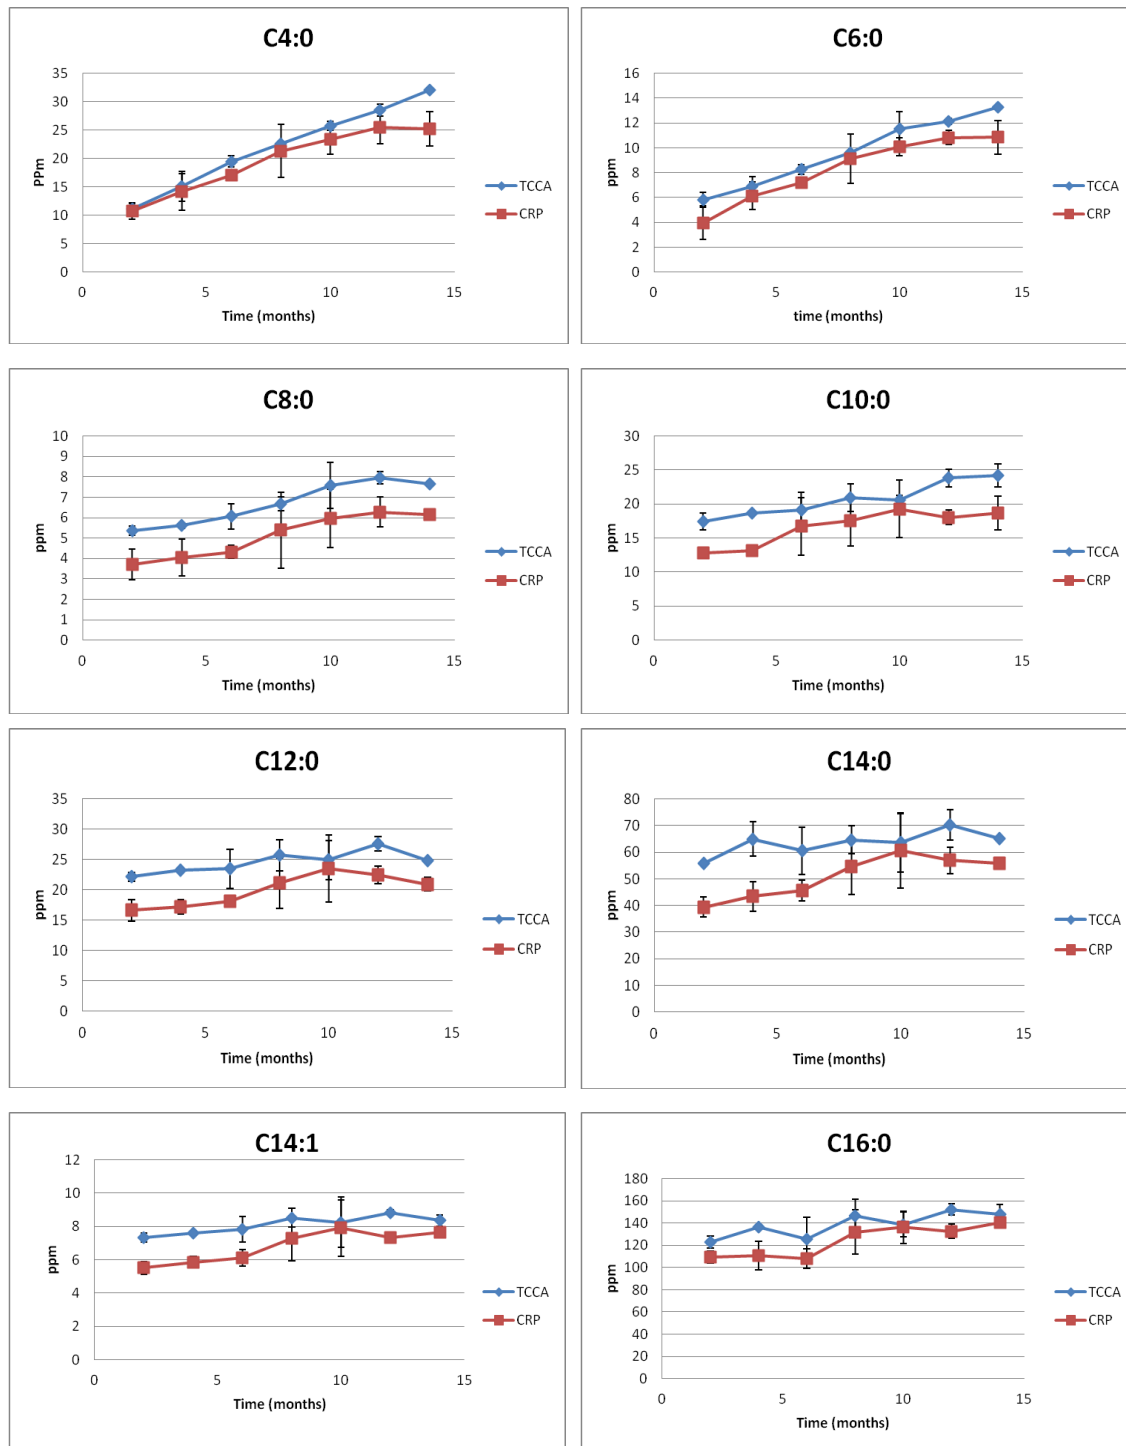 C4:0
35
30
25
20
15
10
5
0
PPm
0 5 10 15
Time (months)
TCCA
CRP
C6:0
16
14
12
10
8
6
4
2
0
ppm
0 5 10 15
time (months)
TCCA
CRP
C8:0
10
9
8
7
6
5
4
3
2
1
0
ppm
0 5 10 15
Time (months)
TCCA
CRP
C10:0
30
25
20
15
10
5
0
ppm
0 5 10 15
Time (months)
TCCA
CRP
C12:0
35
30
25
20
15
10
5
0
ppm
0 5 10 15
Time (months)
TCCA
CRP
C14:0
80
70
60
50
40
30
20
10
0
ppm
0 5 10 15
Time (months)
TCCA
CRP
C14:1
12
10
8
6
4
2
0
ppm
0 5 10 15
Time (months)
TCCA
CRP
C16:0
180
160
140
120
100
80
60
40
20
0
ppm
0 5 10 15
Time (months)
TCCA
CRP